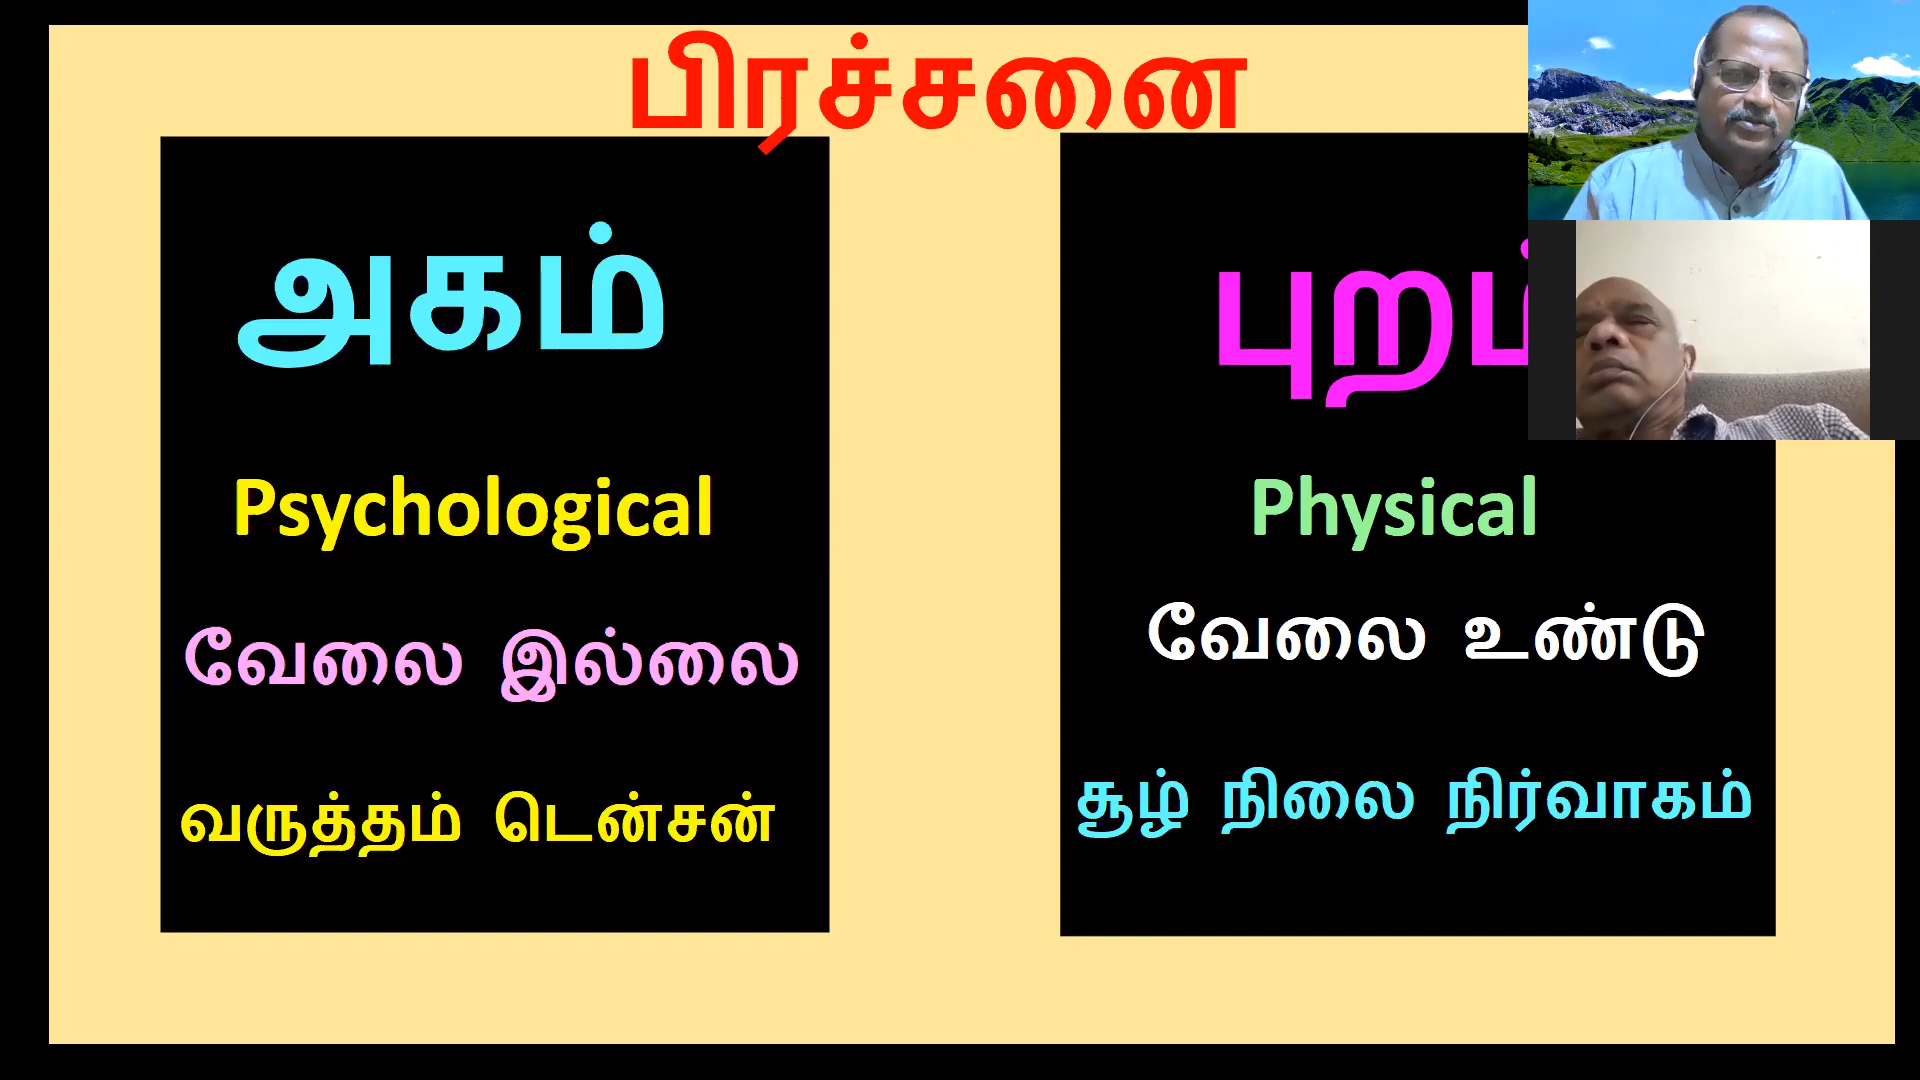 பிரச்சனை
அகம்
Psychological
வேலை இல்லை
வருத்தம் டென்சன்
Physical
வேலை உண்டு
சூழ் நிலை நிர்வாகம்